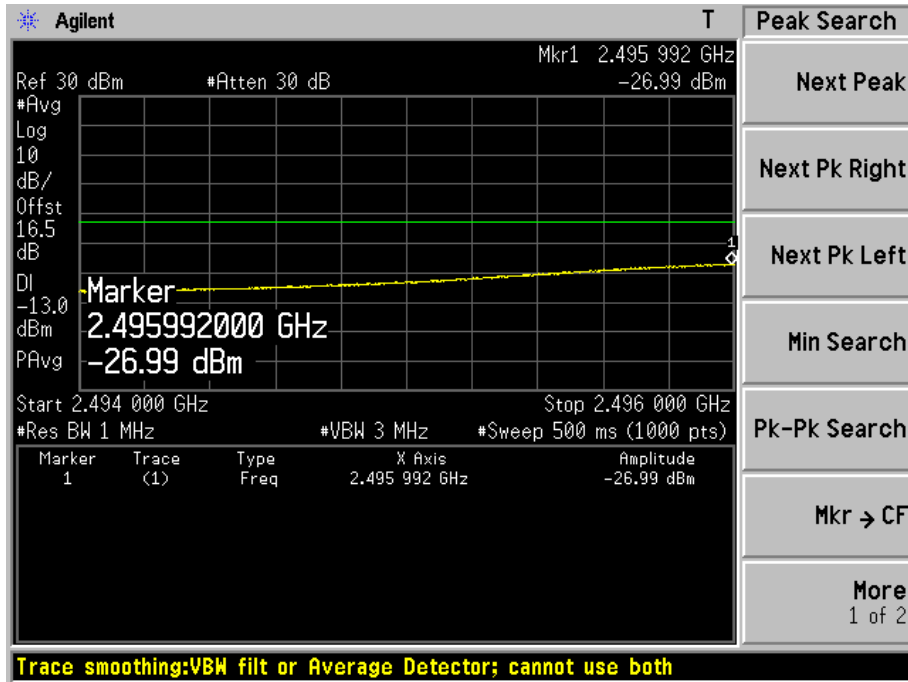 Agilent T Peak Search
Mkr1 2.495 992 GHz
Ref 30 dBm #Atten 30 dB −26.99 dBm
Next Peak
#Avg
Log
10
dB/
Offst
16.5
dB
DI
−13.0
dBm
PAvg
1
Marker
2.495992000 GHz
−26.99 dBm
Next Pk Right
Next Pk Left
Min Search
Start 2.494 000 GHz Stop 2.496 000 GHz
#Res BW 1 MHz #VBW 3 MHz #Sweep 500 ms (1000 pts)
Pk-Pk Search
Marker Trace Type X Axis Amplitude
1 (1) Freq 2.495 992 GHz −26.99 dBm
Mkr → CF
More
1 of 2
Trace smoothing:VBW filt or Average Detector; cannot use both